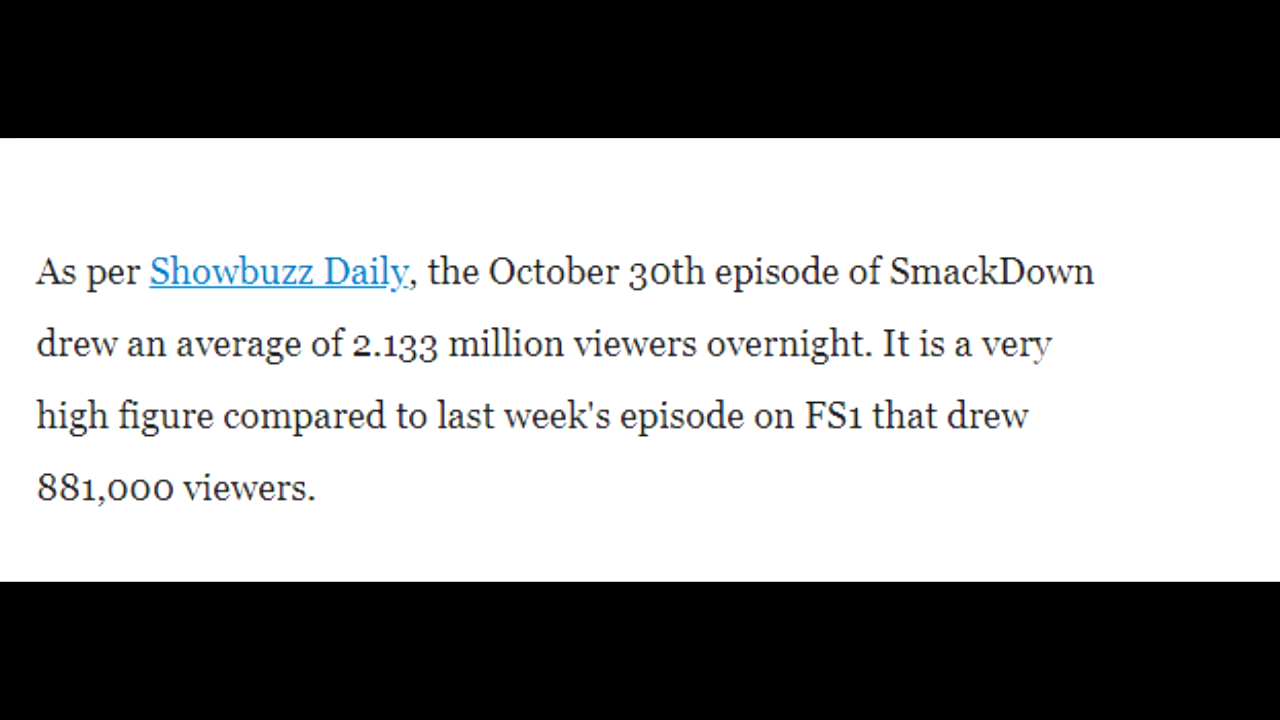 As per Showbuzz Daily, the October 30th episode of SmackDown
drew an average of 2.133 million viewers overnight. It is a very
high figure compared to last week's episode on FS1 that drew
881,000 viewers.